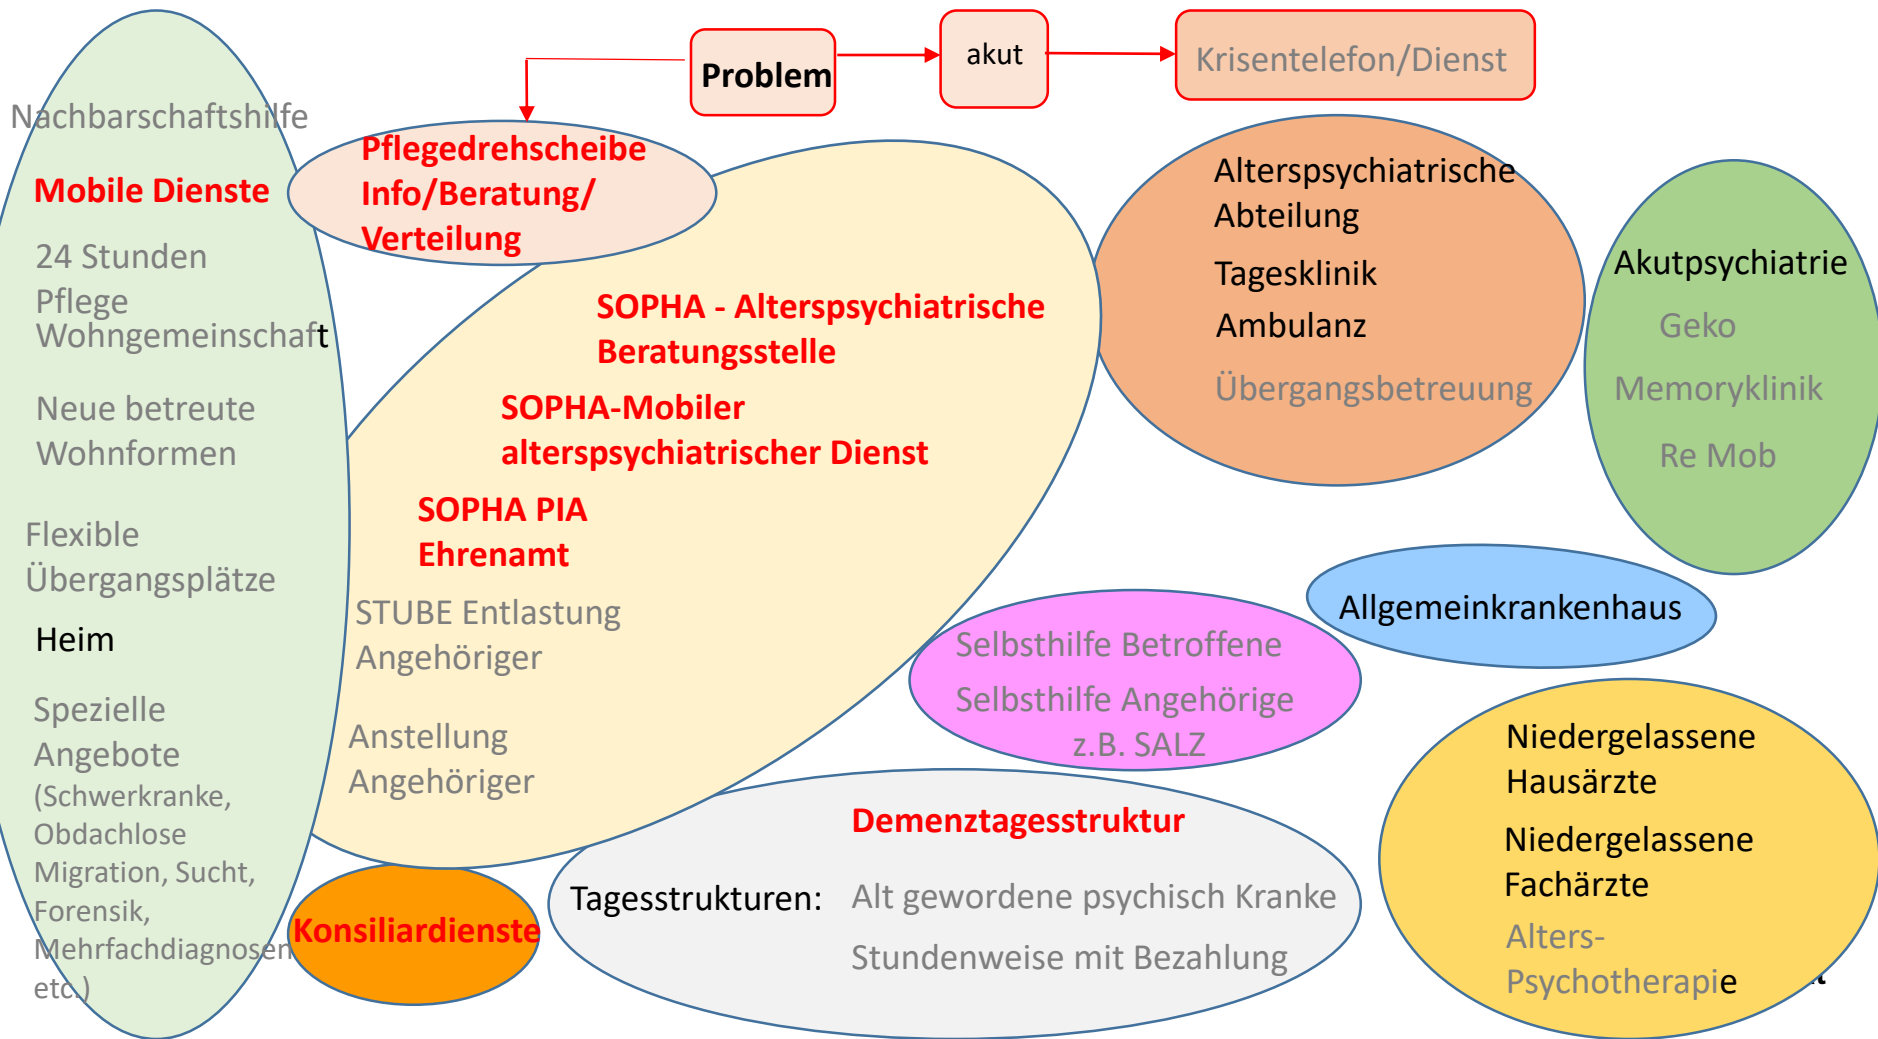 Problem
akut
Krisentelefon/Dienst
Nachbarschaftshilfe
Mobile Dienste
24 Stunden
Pflege
Wohngemeinschaft
Neue betreute
Wohnformen
Flexible
Übergangsplätze
Heim
Spezielle
Angebote
(Schwerkranke,
Obdachlose
Migration, Sucht,
Forensik,
Mehrfachdiagnosen
etc.)
Pflegedrehscheibe
Info/Beratung/
Verteilung
SOPHA - Alterspsychiatrische
Beratungsstelle
SOPHA-Mobiler
alterspsychiatrischer Dienst
SOPHA PIA
Ehrenamt
STUBE Entlastung
Angehöriger
Anstellung
Angehöriger
Konsiliardienste
Alterspsychiatrische
Abteilung
Tagesklinik
Ambulanz
Übergangsbetreuung
Akutpsychiatrie
Geko
Memoryklinik
Re Mob
Allgemeinkrankenhaus
Selbsthilfe Betroffene
Selbsthilfe Angehörige
z.B. SALZ
Demenztagesstruktur
Tagesstrukturen: Alt gewordene psychisch Kranke
Stundenweise mit Bezahlung
Niedergelassene
Hausärzte
Niedergelassene
Fachärzte
Alters-
Psychotherapie